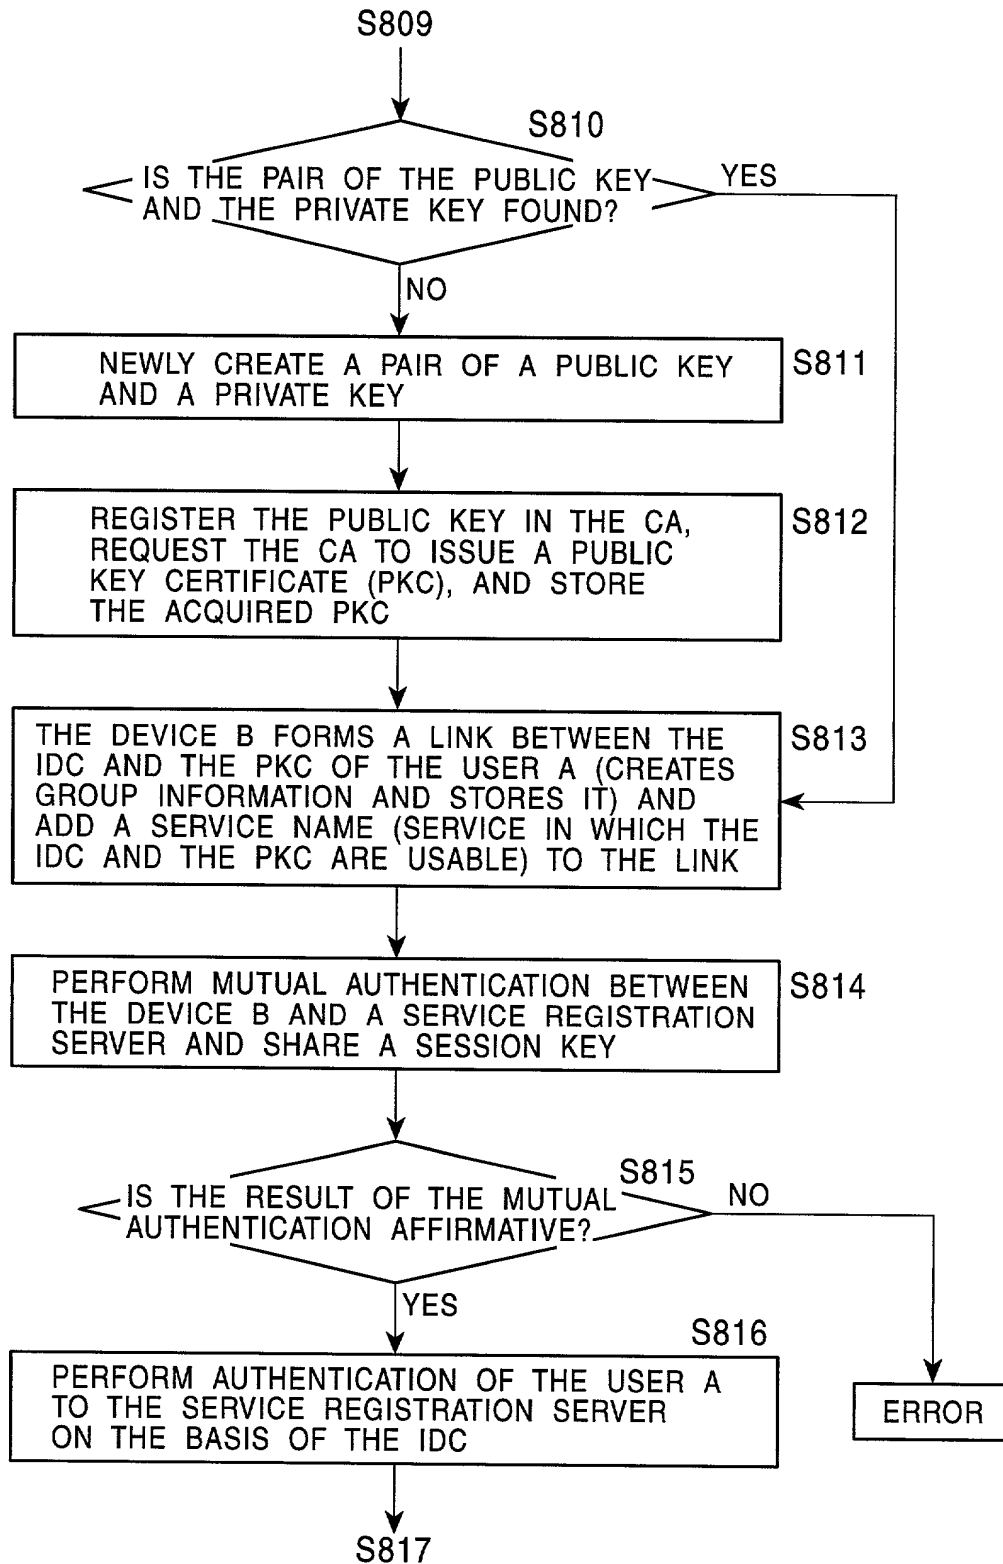 S809
S810
IS THE PAIR OF THE PUBLIC KEY
AND THE PRIVATE KEY FOUND?
YES
NO
NEWLY CREATE A PAIR OF A PUBLIC KEY
AND A PRIVATE KEY
S811
REGISTER THE PUBLIC KEY IN THE CA,
REQUEST THE CA TO ISSUE A PUBLIC
KEY CERTIFICATE (PKC), AND STORE
THE ACQUIRED PKC
S812
THE DEVICE B FORMS A LINK BETWEEN THE
IDC AND THE PKC OF THE USER A (CREATES
GROUP INFORMATION AND STORES IT) AND
ADD A SERVICE NAME (SERVICE IN WHICH THE
IDC AND THE PKC ARE USABLE) TO THE LINK
S813
PERFORM MUTUAL AUTHENTICATION BETWEEN
THE DEVICE B AND A SERVICE REGISTRATION
SERVER AND SHARE A SESSION KEY
S814
S815
IS THE RESULT OF THE MUTUAL
AUTHENTICATION AFFIRMATIVE?
NO
YES
S816
PERFORM AUTHENTICATION OF THE USER A
TO THE SERVICE REGISTRATION SERVER
ON THE BASIS OF THE IDC
ERROR
S817